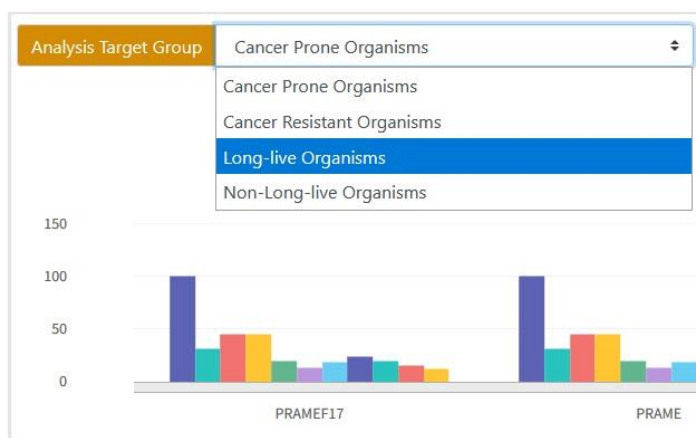 Analysis Target Group Cancer Prone Organisms
Cancer Prone Organisms
Cancer Resistant Organisms
Long-live Organisms
Non-Long-live Organisms
150
100
50
0
PRAMEF17 PRAME